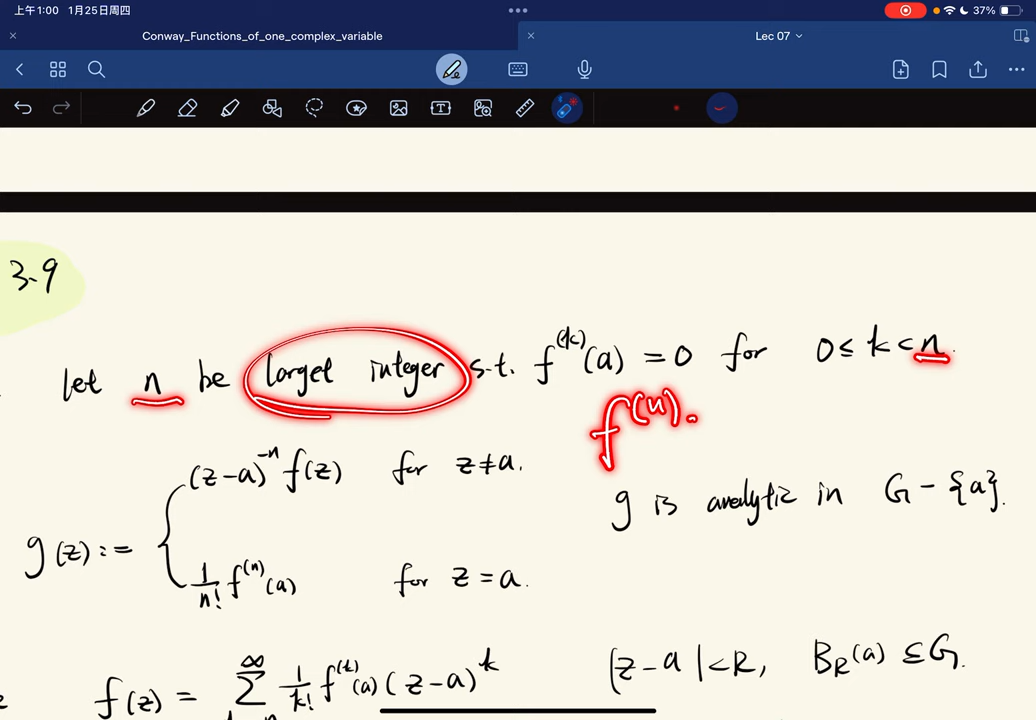 上午1:00 1月25日周四
37%
Conway_Functions_of_one_complex_variable
Lec 07
3.9
let n be larget integer s.t. f^(k)(a) = 0 for 0 ≤ k < n.
f^(n).
(z-a)^-n f(z) for z≠a.
g is analytic in G - {a}.
g(z) :=
1/n! f^(n)(a) for z = a.
f(z) = ∑^∞ 1/k! f^(k)(a) (z-a)^k |z-a|<R, B_R(a) ⊆ G.